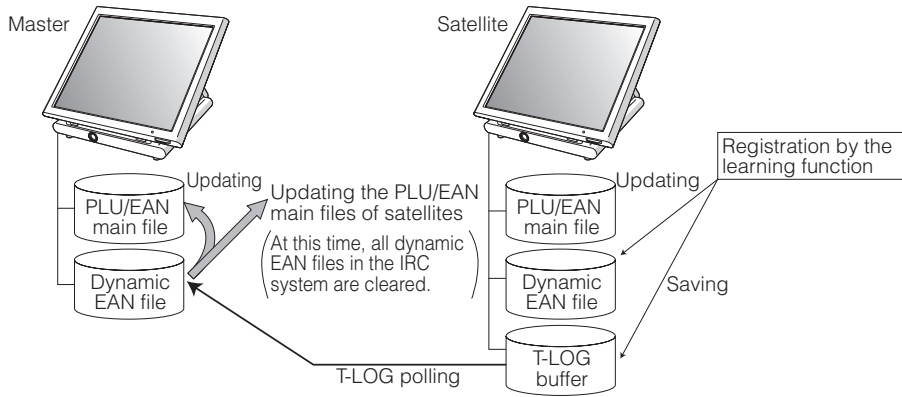 Master
Satellite
Updating
PLU/EAN
main file
Dynamic
EAN file
Updating the PLU/EAN
main files of satellites
At this time, all dynamic
EAN files in the IRC
system are cleared.
T-LOG polling
Updating
PLU/EAN
main file
Dynamic
EAN file
T-LOG
buffer
Registration by the
learning function
Saving